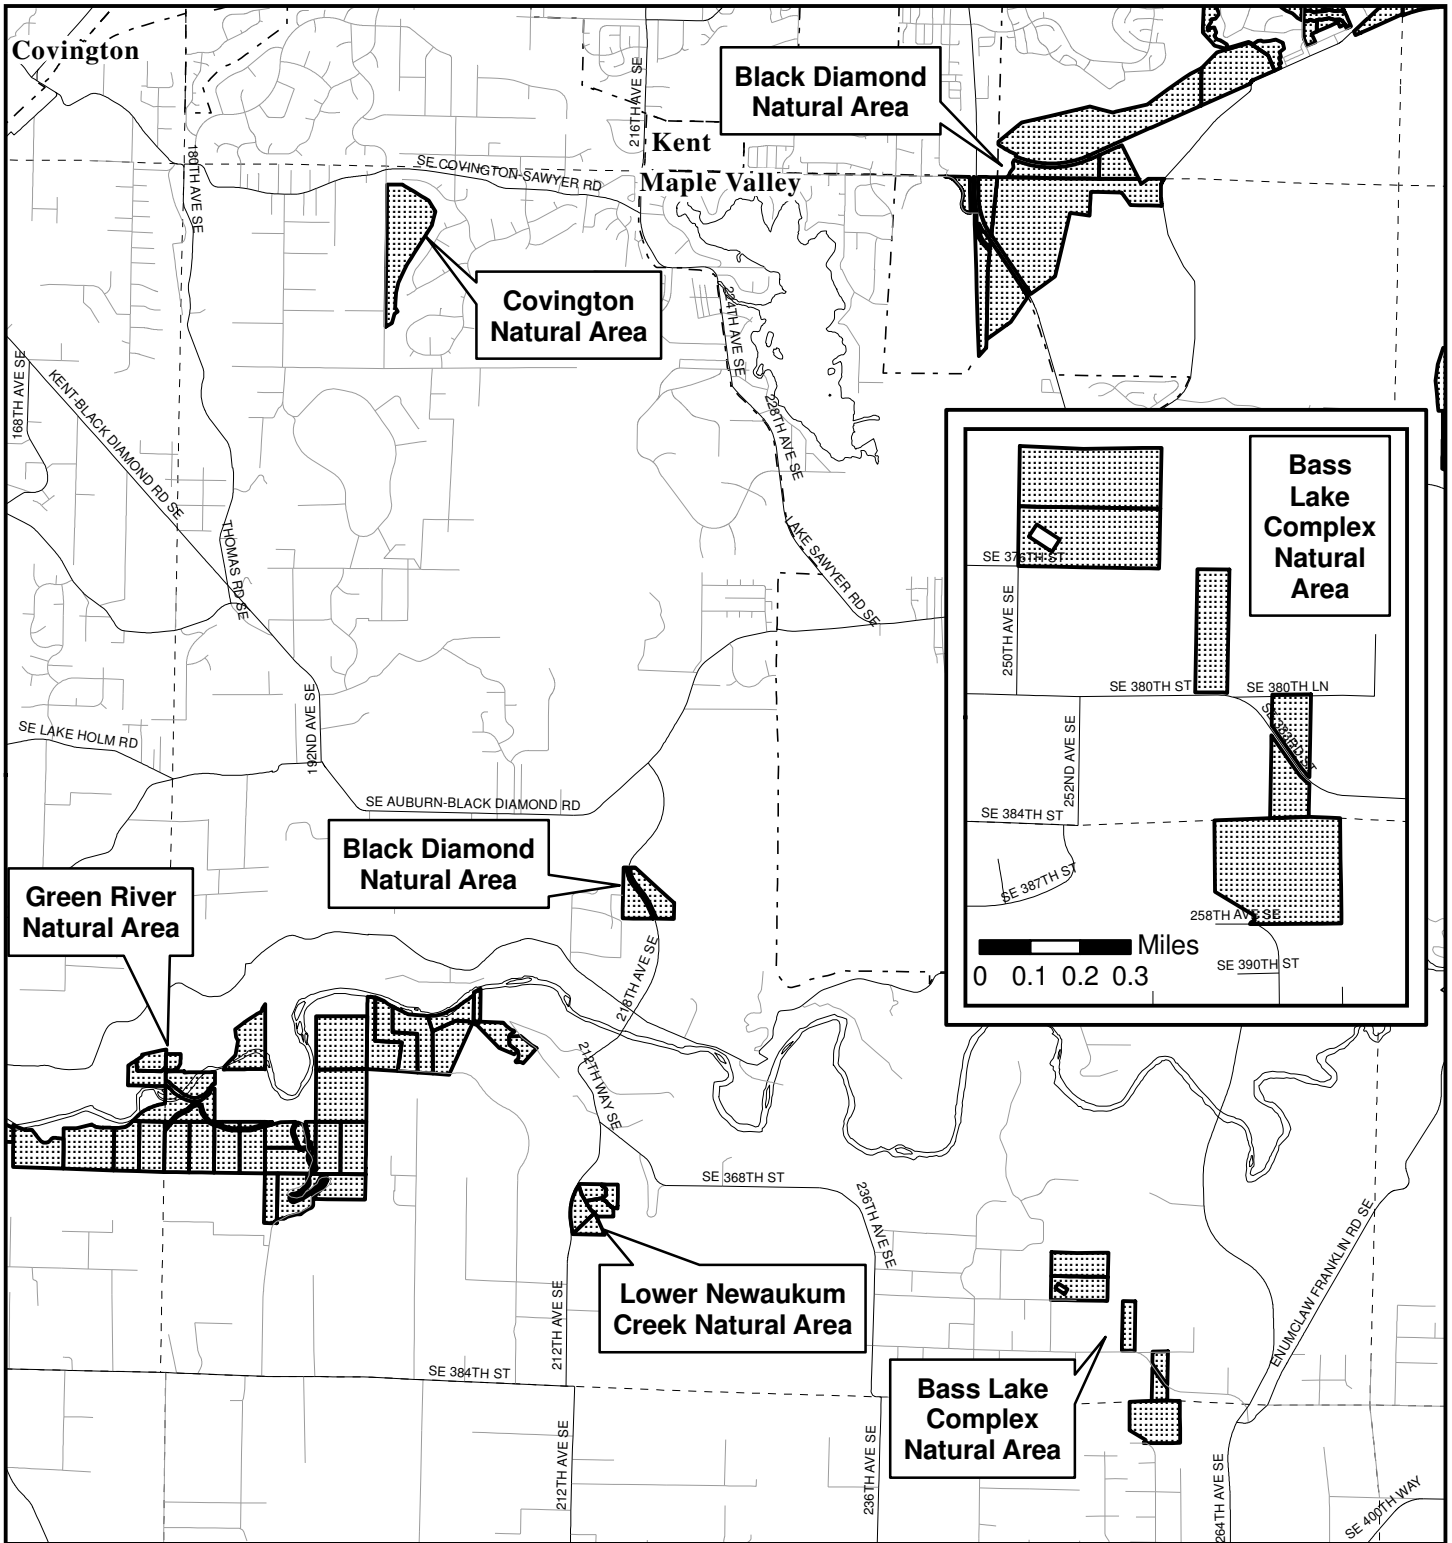 Covington
Black Diamond
Natural Area
216TH AVE SE
Kent
Maple Valley
SE COVINGTON-SAWYER RD
180TH AVE SE
Covington
Natural Area
224TH AVE SE
228TH AVE SE
168TH AVE SE
KENT-BLACK DIAMOND RD SE
THOMAS RD SE
LAKE SAWYER RD SE
Bass
Lake
Complex
Natural
Area
SE 376TH ST
250TH AVE SE
SE 380TH ST
SE 380TH LN
SE 383RD ST
252ND AVE SE
SE 384TH ST
SE 387TH ST
258TH AVE SE
SE 390TH ST
Miles
0 0.1 0.2 0.3
192ND AVE SE
SE LAKE HOLM RD
SE AUBURN-BLACK DIAMOND RD
Black Diamond
Natural Area
Green River
Natural Area
218TH AVE SE
212TH WAY SE
SE 368TH ST
236TH AVE SE
Lower Newaukum
Creek Natural Area
212TH AVE SE
ENUMCLAW FRANKLIN RD SE
SE 384TH ST
Bass Lake
Complex
Natural Area
212TH AVE SE
236TH AVE SE
264TH AVE SE
SE 400TH WAY